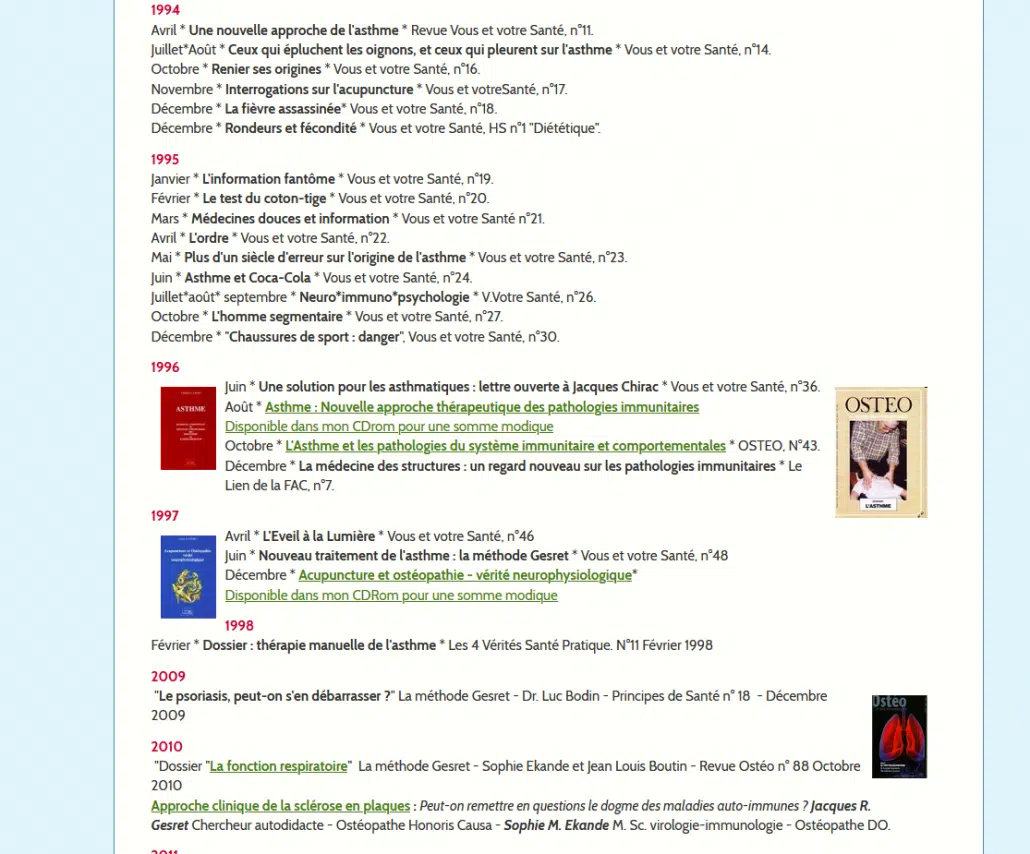 1994
Avril * Une nouvelle approche de l'asthme * Revue Vous et votre Santé, n°11.
Juillet*Août * Ceux qui épluchent les oignons, et ceux qui pleurent sur l'asthme * Vous et votre Santé, n°14.
Octobre * Renier ses origines * Vous et votre Santé, n°16.
Novembre * Interrogations sur l'acupuncture * Vous et votreSanté, n°17.
Décembre * La fièvre assassinée* Vous et votre Santé, n°18.
Décembre * Rondeurs et fécondité * Vous et votre Santé, HS n°1 "Diététique".
1995
Janvier * L'information fantôme * Vous et votre Santé, n°19.
Février * Le test du coton-tige * Vous et votre Santé, n°20.
Mars * Médecines douces et information * Vous et votre Santé n°21.
Avril * L'ordre * Vous et votre Santé, n°22.
Mai * Plus d'un siècle d'erreur sur l'origine de l'asthme * Vous et votre Santé, n°23.
Juin * Asthme et Coca-Cola * Vous et votre Santé, n°24.
Juillet*août* septembre * Neuro*immuno*psychologie * V.Votre Santé, n°26.
Octobre * L'homme segmentaire * Vous et votre Santé, n°27.
Décembre * "Chaussures de sport : danger", Vous et votre Santé, n°30.
1996
ASTHME
Juin * Une solution pour les asthmatiques : lettre ouverte à Jacques Chirac * Vous et votre Santé, n°36.
Août * Asthme : Nouvelle approche thérapeutique des pathologies immunitaires
Disponible dans mon CDrom pour une somme modique
Octobre * L'Asthme et les pathologies du système immunitaire et comportementales * OSTEO, N°43.
Décembre * La médecine des structures : un regard nouveau sur les pathologies immunitaires * Le
Lien de la FAC, n°7.
OSTEO
L'ASTHME
1997
Avril * L'Eveil à la Lumière * Vous et votre Santé, n°46
Juin * Nouveau traitement de l'asthme : la méthode Gesret * Vous et votre Santé, n°48
Décembre * Acupuncture et ostéopathie - vérité neurophysiologique*
Disponible dans mon CDRom pour une somme modique
Acupuncture et Ostéopathie
1998
Février * Dossier : thérapie manuelle de l'asthme * Les 4 Vérités Santé Pratique. N°11 Février 1998
2009
"Le psoriasis, peut-on s'en débarrasser ?" La méthode Gesret - Dr. Luc Bodin - Principes de Santé n° 18 - Décembre
2009
Osteo
2010
"Dossier "La fonction respiratoire" La méthode Gesret - Sophie Ekande et Jean Louis Boutin - Revue Ostéo n° 88 Octobre
2010
Approche clinique de la sclérose en plaques : Peut-on remettre en questions le dogme des maladies auto-immunes ? Jacques R.
Gesret Chercheur autodidacte - Ostéopathe Honoris Causa - Sophie M. Ekande M. Sc. virologie-immunologie - Ostéopathe DO.
2011